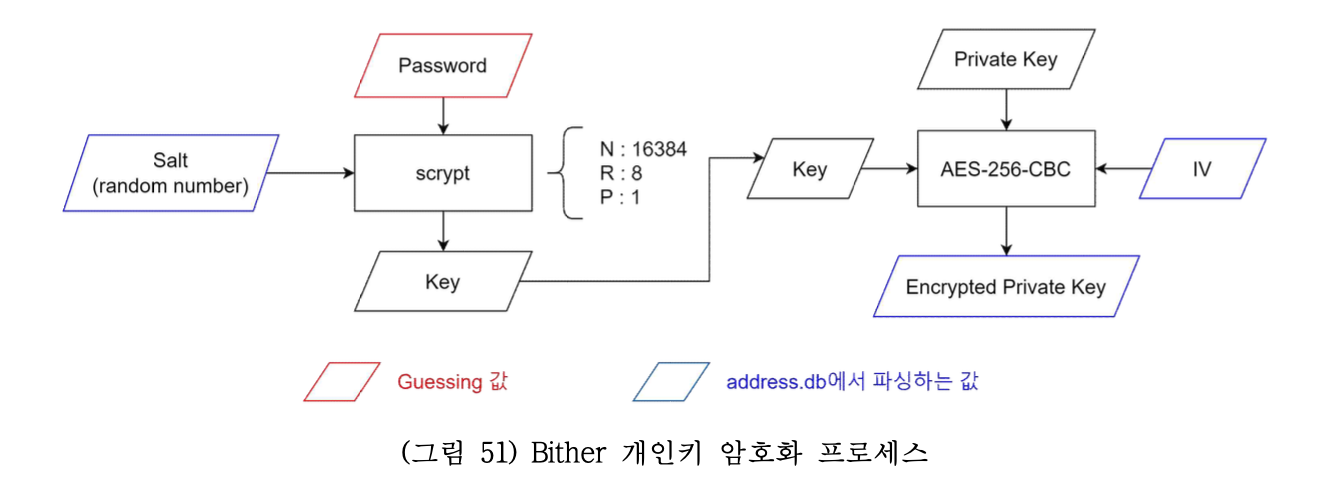 Password
Private Key
Salt
(random number)
scrypt
N : 16384
R : 8
P : 1
Key
AES-256-CBC
IV
Key
Encrypted Private Key
Guessing 값
address.db에서 파싱하는 값
(그림 51) Bither 개인키 암호화 프로세스